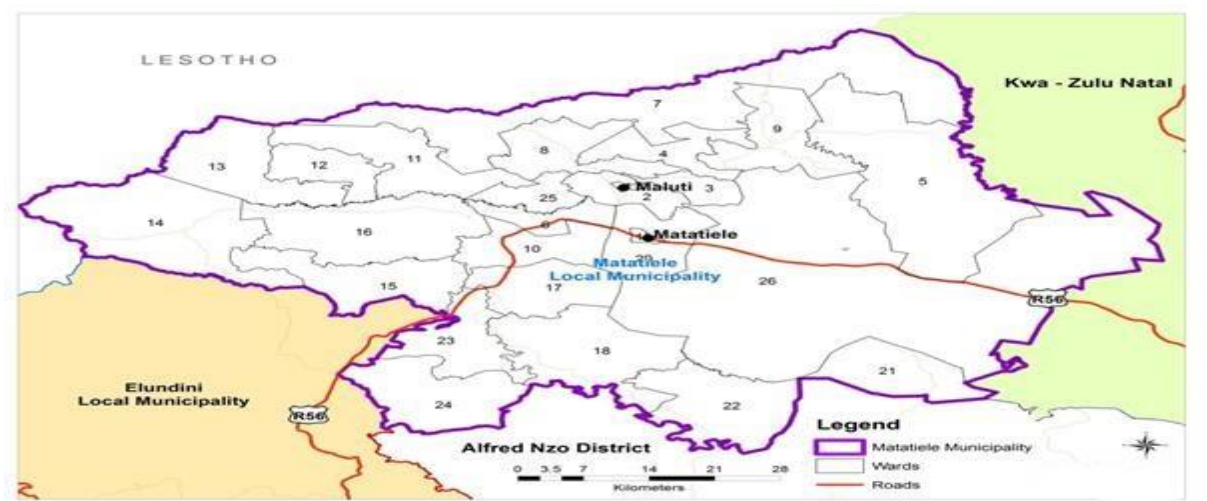 LESOTHO
Kwa - Zulu Natal
7
9
8
4
13
12
11
5
Maluti
3
2
25
14
16
6
Matatiele
10
Matatiele
Local Municipality
26
15
17
R56
23
18
21
Elundini
Local Municipality
24
22
R56
Alfred Nzo District
0 3.5 7 14 21 28
Kilometers
Legend
Matatiele Municipality
Wards
Roads